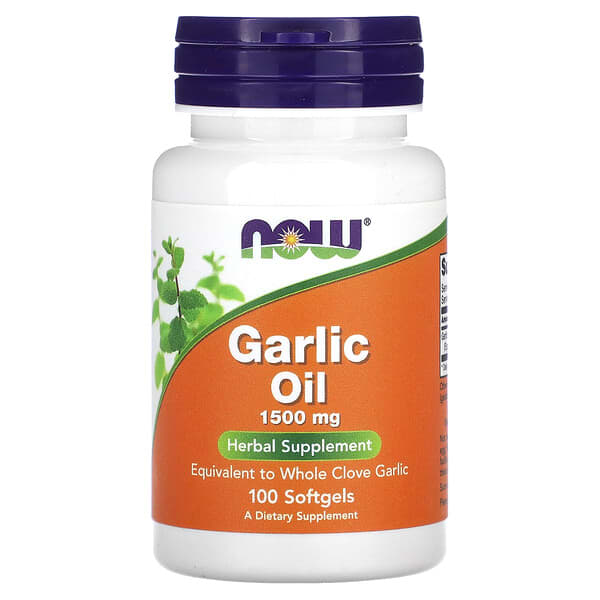 NOW®
Garlic
Oil
1500 mg
Herbal Supplement
Equivalent to Whole Clove Garlic
100 Softgels
A Dietary Supplement